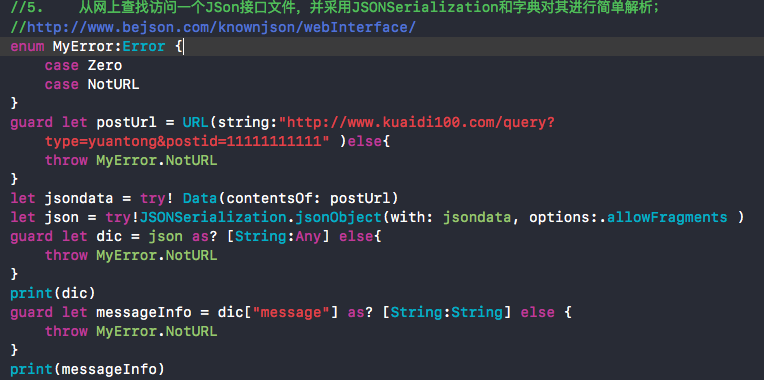 //5.    从网上查找访问一个JSon接口文件，并采用JSONSerialization和字典对其进行简单解析；
//http://www.bejson.com/knownjson/webInterface/
enum MyError:Error {
    case Zero
    case NotURL
}
guard let postUrl = URL(string:"http://www.kuaidi100.com/query?
    type=yuantong&postid=11111111111" )else{
    throw MyError.NotURL
}
let jsondata = try! Data(contentsOf: postUrl)
let json = try!JSONSerialization.jsonObject(with: jsondata, options:.allowFragments )
guard let dic = json as? [String:Any] else{
    throw MyError.NotURL
}
print(dic)
guard let messageInfo = dic["message"] as? [String:String] else {
    throw MyError.NotURL
}
print(messageInfo)